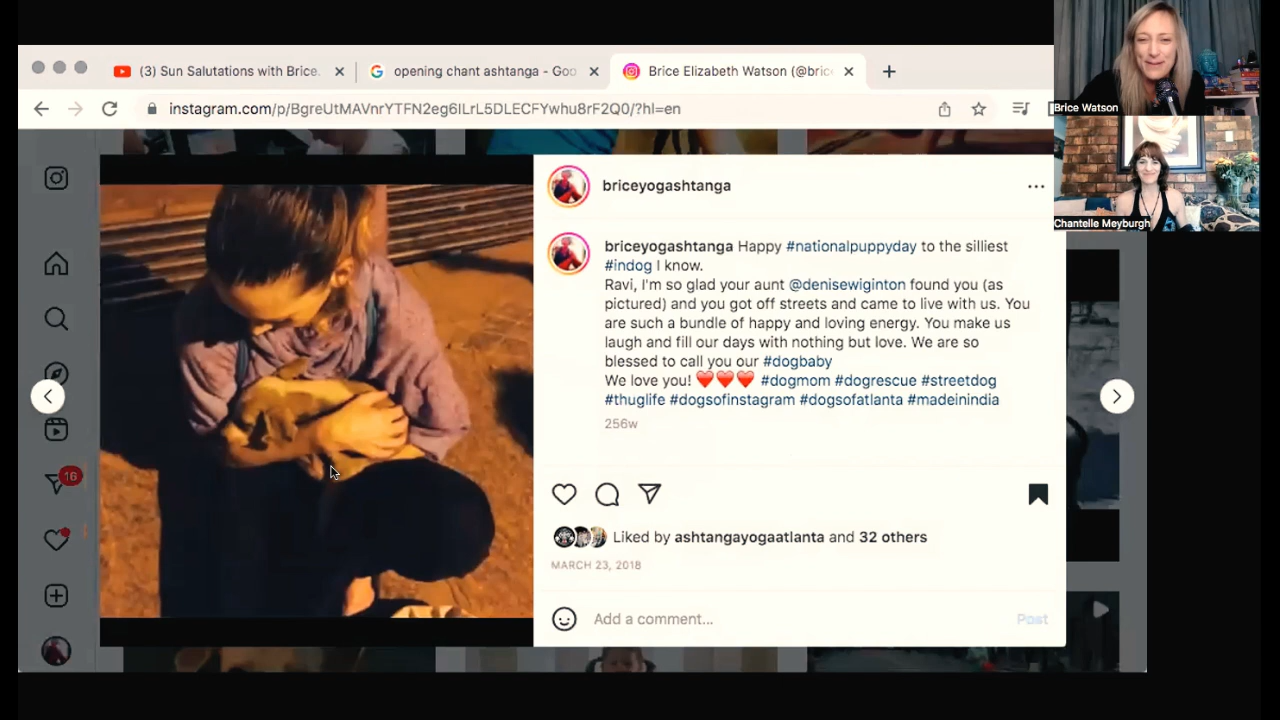 (3) Sun Salutations with Brice
opening chant ashtanga - Goo
Brice Elizabeth Watson (@brice
instagram.com/p/BgreUtMAVnrYTFN2eg6ILrL5DLECFYwhu8rF2Q0/?hl=en
Brice Watson
Chantelle Meyburgh
briceyogashtanga
briceyogashtanga Happy #nationalpuppyday to the silliest
#indog I know.
Ravi, I'm so glad your aunt @denisewiginton found you (as
pictured) and you got off streets and came to live with us. You
are such a bundle of happy and loving energy. You make us
laugh and fill our days with nothing but love. We are so
blessed to call you our #dogbaby
We love you! ❤️❤️❤️ #dogmom #dogrescue #streetdog
#thuglife #dogsofinstagram #dogsofatlanta #madeinindia
256w
16
Liked by ashtangayogaatlanta and 32 others
MARCH 23, 2018
Add a comment...
Post